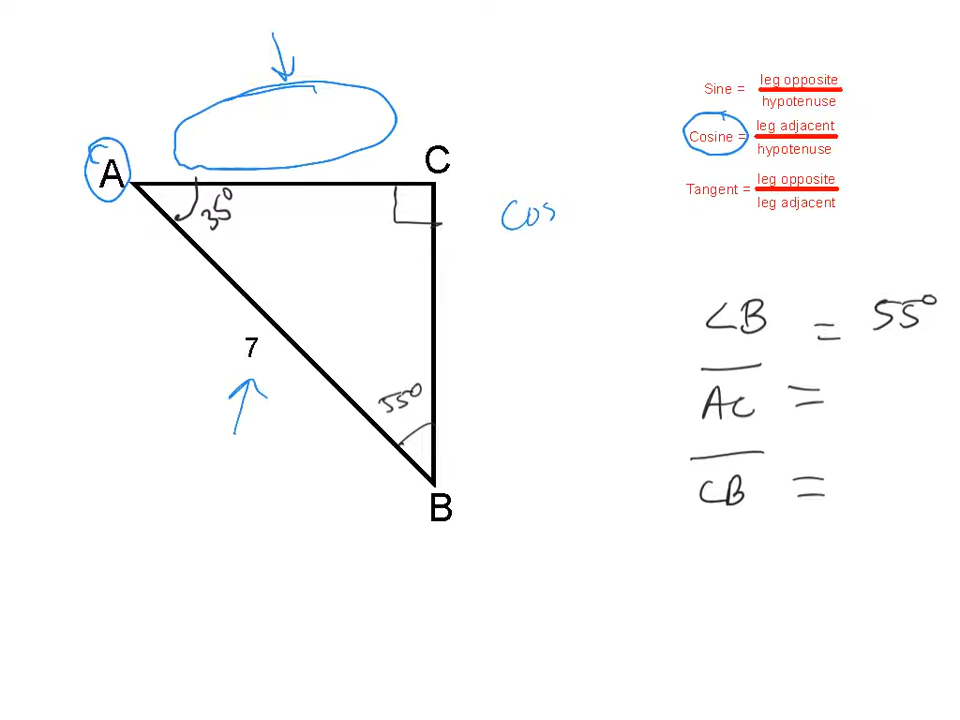 A
C
35°
7
55°
B
cos
Sine = leg opposite
hypotenuse
Cosine = leg adjacent
hypotenuse
Tangent = leg opposite
leg adjacent
∠B = 55°
AC =
CB =